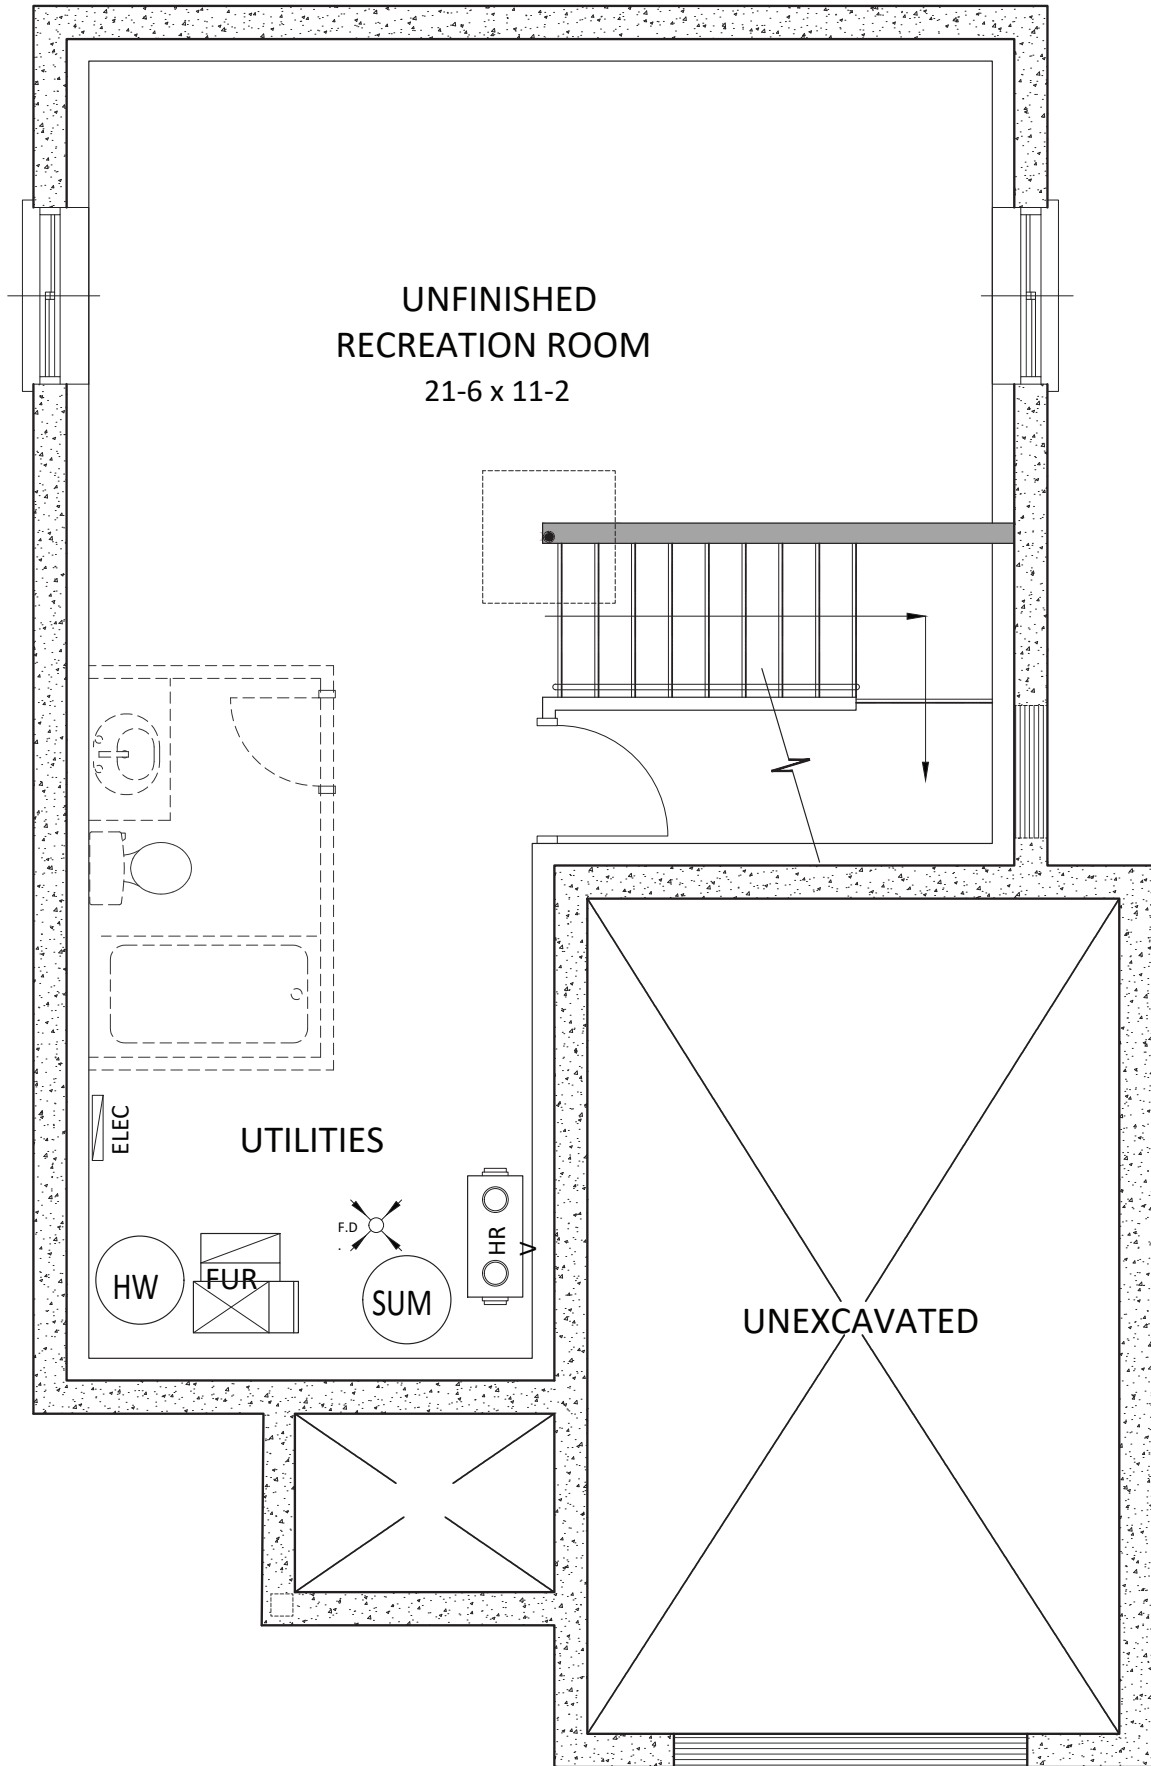 UNFINISHED
RECREATION ROOM
21-6 x 11-2
ELEC
UTILITIES
F.D
.
HR
V
HW
FUR
SUM
UNEXCAVATED